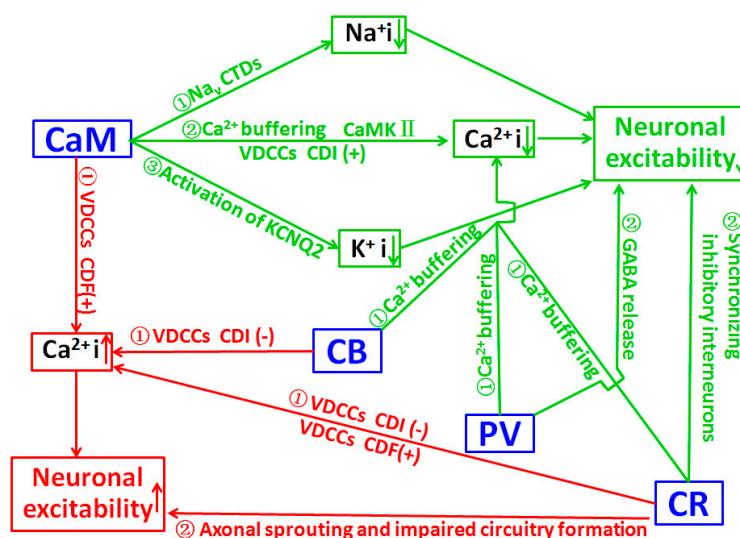 Na⁺i↓
①Naᵥ CTDs
CaM
②Ca²⁺ buffering CaMK Ⅱ
VDCCs CDI (+)
Ca²⁺i↓
Neuronal
excitability↓
③Activation of KCNQ2
K⁺ i↓
① VDCCs CDF(+)
①Ca²⁺ buffering
①Ca²⁺ buffering
①Ca²⁺ buffering
② GABA release
②Synchronizing
inhibitory interneurons
Ca²⁺i↑
① VDCCs CDI (-)
CB
① VDCCs CDI (-)
VDCCs CDF(+)
PV
Neuronal
excitability↑
CR
② Axonal sprouting and impaired circuitry formation